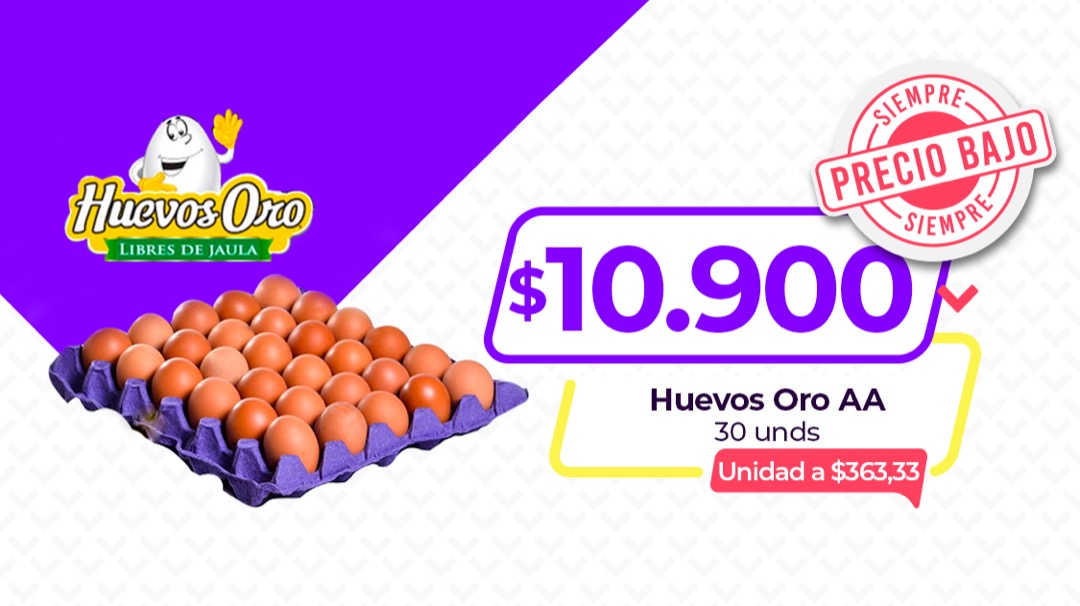 Huevos Oro
LIBRES DE JAULA
SIEMPRE
PRECIO BAJO
SIEMPRE
$10.900
Huevos Oro AA
30 unds
Unidad a $363,33